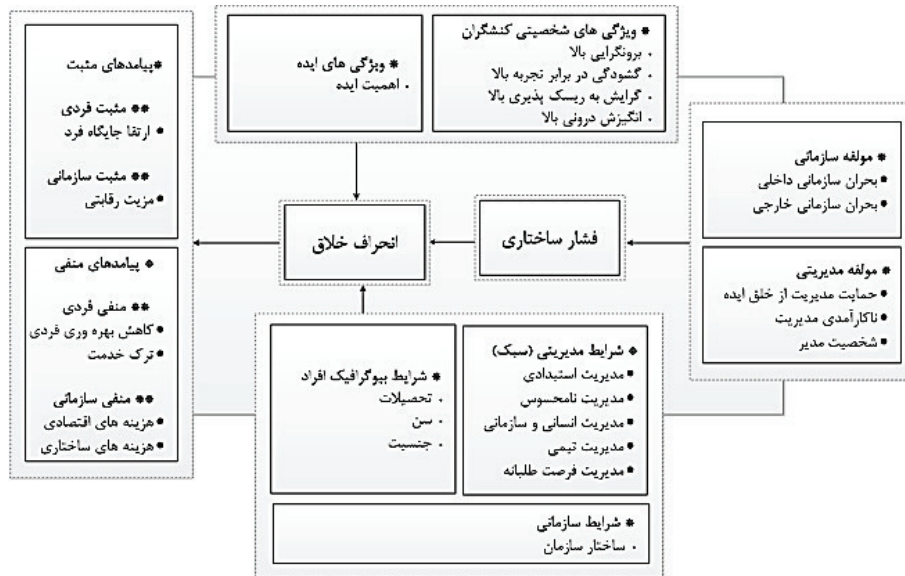 * ویژگی های شخصیتی کنشگران
· برونگرایی بالا
· گشودگی در برابر تجربه بالا
· گرایش به ریسک پذیری بالا
· انگیزش درونی بالا
* ویژگی های ایده
· اهمیت ایده
* مولفه سازمانی
• بحران سازمانی داخلی
• بحران سازمانی خارجی
* مولفه مدیریتی
• حمایت مدیریت از خلق ایده
• ناکارآمدی مدیریت
• شخصیت مدیر
فشار ساختاری
انحراف خلاق
* شرایط مدیریتی (سبک)
▪ مدیریت استبدادی
▪ مدیریت نامحسوس
▪ مدیریت انسانی و سازمانی
▪ مدیریت تیمی
▪ مدیریت فرصت طلبانه
* شرایط بیوگرافیک افراد
· تحصیلات
· سن
· جنسیت
* شرایط سازمانی
· ساختار سازمان
*پیامدهای مثبت
** مثبت فردی
• ارتقا جایگاه فرد
** مثبت سازمانی
• مزیت رقابتی
* پیامدهای منفی
** منفی فردی
• کاهش بهره وری فردی
• ترک خدمت
** منفی سازمانی
• هزینه های اقتصادی
• هزینه های ساختاری